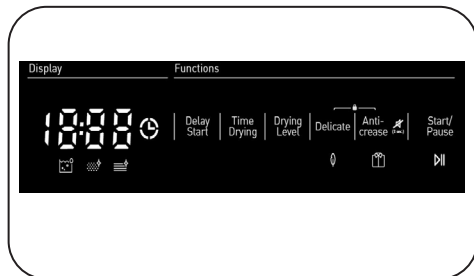 Display
Functions
18:88
Delay
Start
Time
Drying
Drying
Level
Delicate
Anti-
crease
Start/
Pause